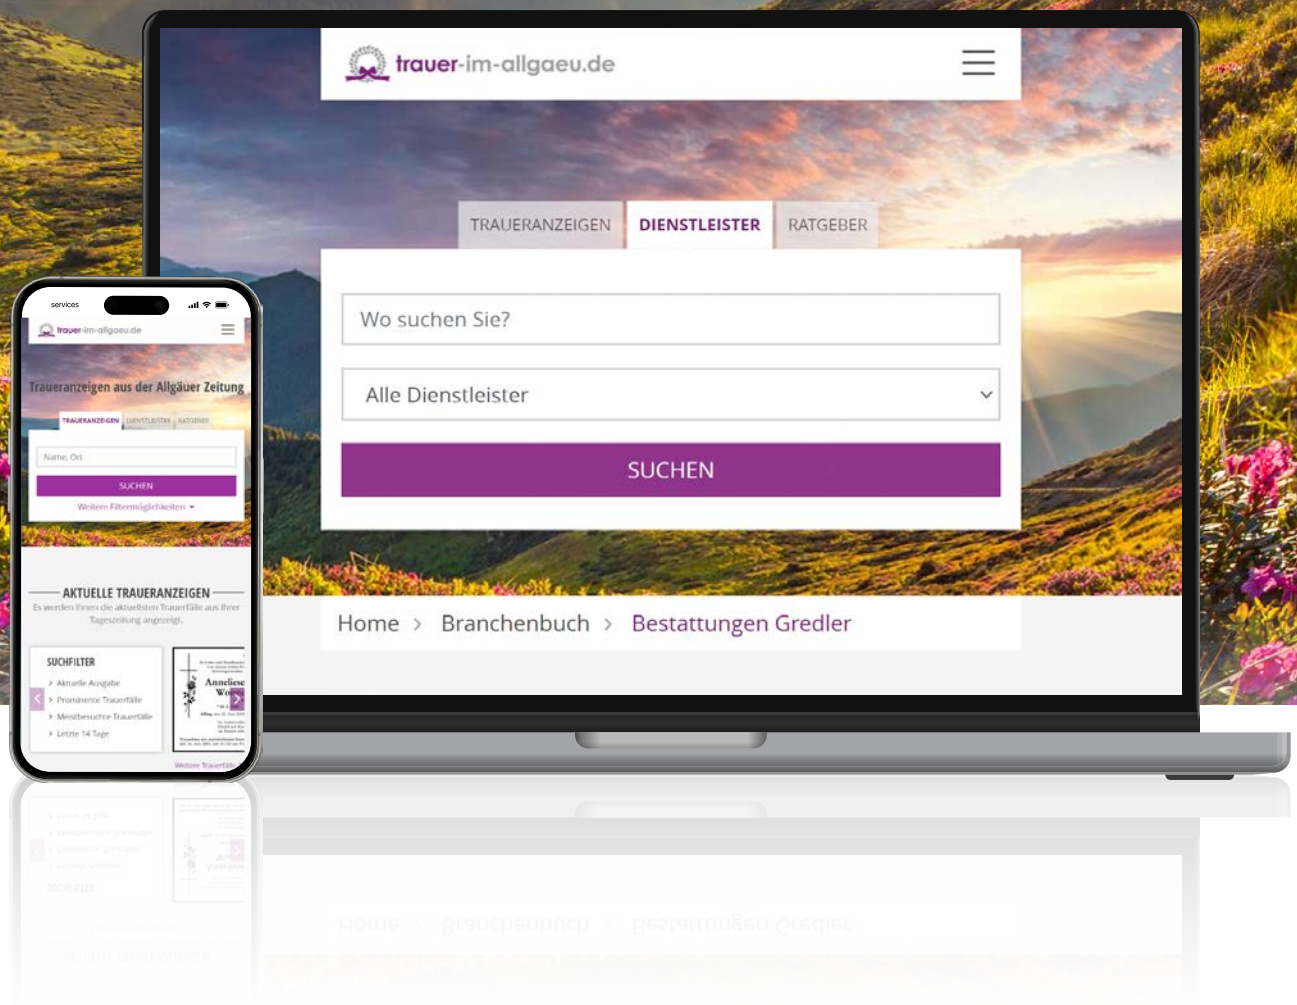 trauer-im-allgaeu.de
TRAUERANZEIGEN DIENSTLEISTER RATGEBER
Wo suchen Sie?
Alle Dienstleister
SUCHEN
Home > Branchenbuch > Bestattungen Gredler
services
trauer-im-allgaeu.de
Traueranzeigen aus der Allgäuer Zeitung
TRAUERANZEIGEN DIENSTLEISTER RATGEBER
Name, Ort
SUCHEN
Weitere Filtermöglichkeiten
AKTUELLE TRAUERANZEIGEN
Es werden Ihnen die aktuellsten Trauerfälle aus Ihrer
Tageszeitung angezeigt.
SUCHFILTER
> Aktuelle Ausgabe
> Prominente Trauerfälle
> Meistbesuchte Trauerfälle
> Letzte 14 Tage
Anneliese
Weitere Trauerfälle